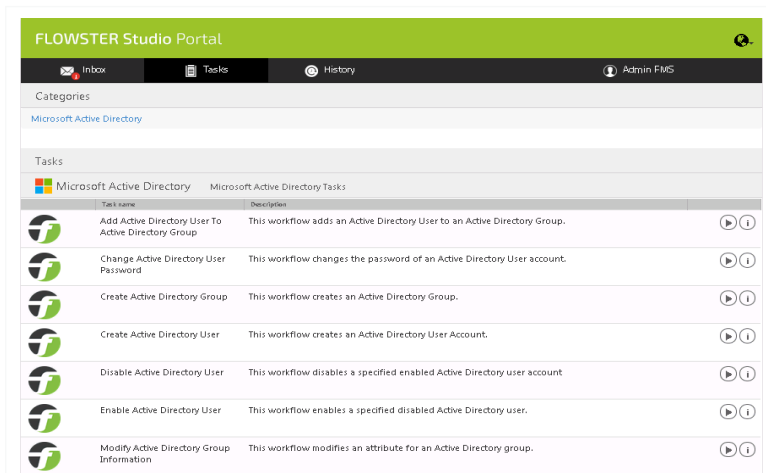 FLOWSTER Studio Portal
Inbox Tasks History Admin FMS
Categories
Microsoft Active Directory
Tasks
Microsoft Active Directory Microsoft Active Directory Tasks
Task name Description
Add Active Directory User To This workflow adds an Active Directory User to an Active Directory Group.
Active Directory Group
Change Active Directory User This workflow changes the password of an Active Directory User account.
Password
Create Active Directory Group This workflow creates an Active Directory Group.
Create Active Directory User This workflow creates an Active Directory User Account.
Disable Active Directory User This workflow disables a specified enabled Active Directory user account
Enable Active Directory User This workflow enables a specified disabled Active Directory user.
Modify Active Directory Group This workflow modifies an attribute for an Active Directory group.
Information